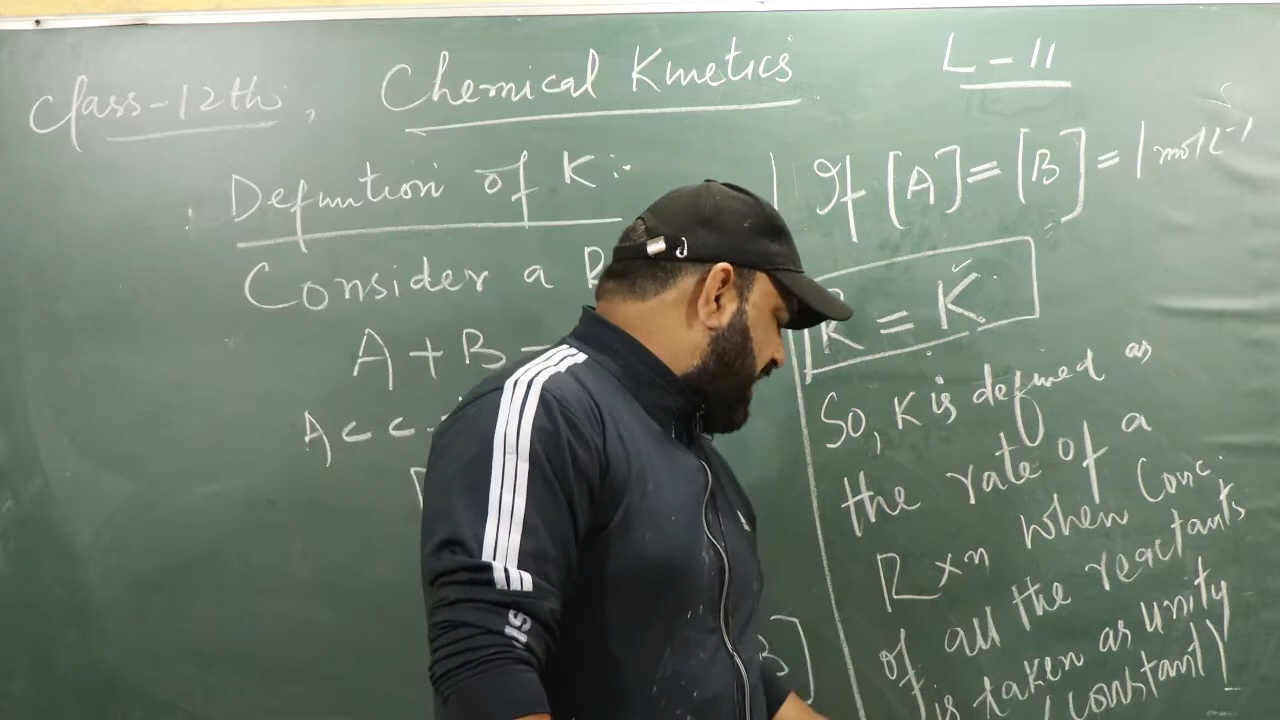 Class-12th, Chemical Kinetics L-11
Definition of K:-
Consider a R
A + B -
Acc.
B]
If [A] = [B] = 1 mol L⁻¹
R = K
So, K is defined as
the rate of a
Rxn when Conc.
of all the reactants
is taken as unity
(constant)